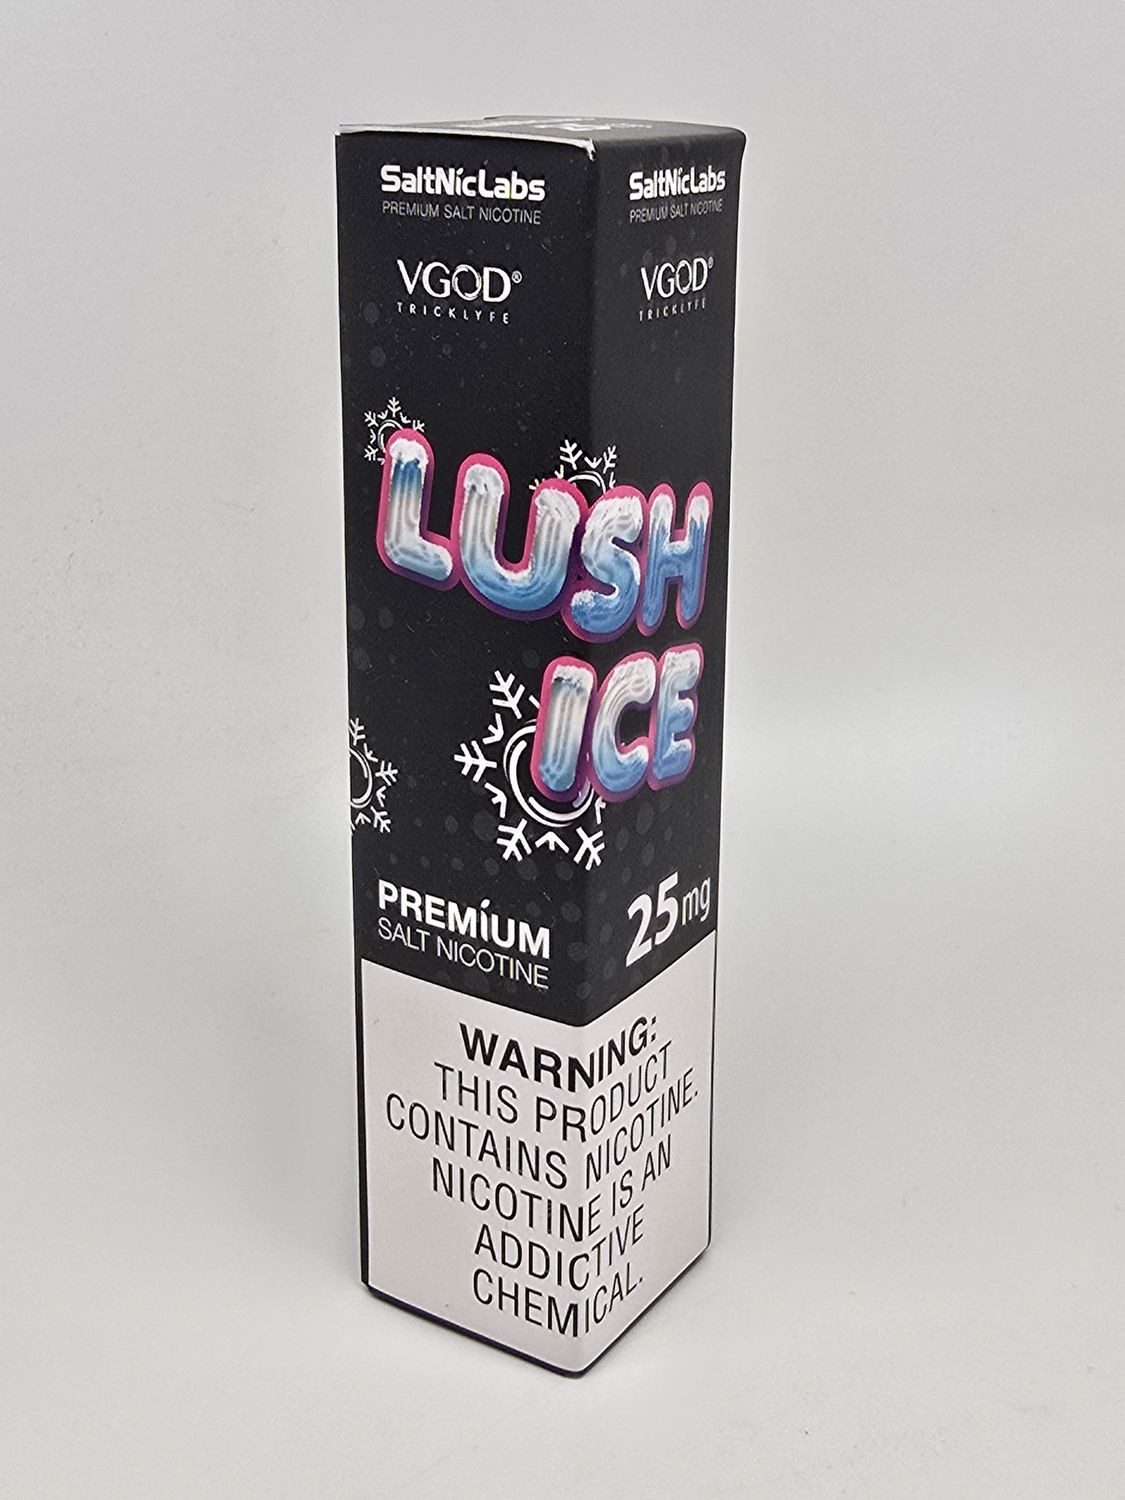 SaltNicLabs
PREMIUM SALT NICOTINE
VGOD®
TRICKLYFE
SaltNicLabs
PREMIUM SALT NICOTINE
VGOD®
TRICKLYFE
LUSH
ICE
PREMIUM
SALT NICOTINE
25mg
WARNING:
THIS PRODUCT
CONTAINS NICOTINE.
NICOTINE IS AN
ADDICTIVE
CHEMICAL.